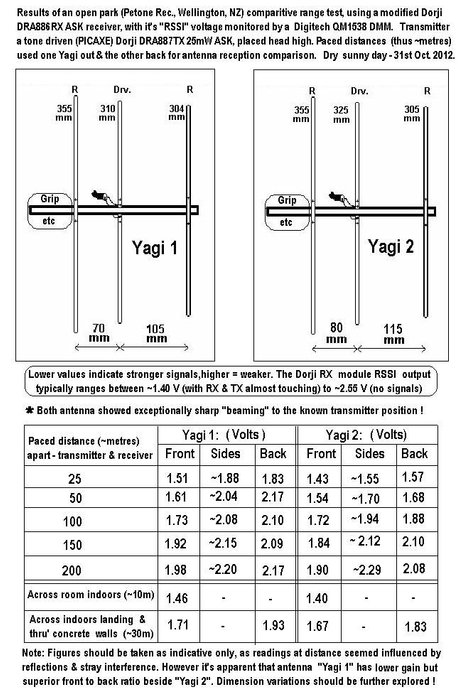 Results of an open park (Petone Rec., Wellington, NZ) comparitive range test, using a modified Dorji
DRA886RX ASK receiver, with it's "RSSI" voltage monitored by a Digitech QM1538 DMM. Transmitter
a tone driven (PICAXE) Dorji DRA887TX 25mW ASK, placed head high. Paced distances (thus ~metres)
used one Yagi out & the other back for antenna reception comparison. Dry sunny day - 31st Oct. 2012.
R Drv. R
355 mm 310 mm 304 mm
Grip
etc
Yagi 1
70 mm 105 mm
R Drv. R
355 mm 325 mm 305 mm
Grip
etc
Yagi 2
80 mm 115 mm
Lower values indicate stronger signals,higher = weaker. The Dorji RX module RSSI output
typically ranges between ~1.40 V (with RX & TX almost touching) to ~2.55 V (no signals)
* Both antenna showed exceptionally sharp "beaming" to the known transmitter position !
Paced distance (~metres) apart - transmitter & receiver Yagi 1: (Volts) Yagi 2: (Volts)
Front Sides Back Front Sides Back
25 1.51 ~1.88 1.83 1.43 ~1.55 1.57
50 1.61 ~2.04 2.17 1.54 ~1.70 1.68
100 1.73 ~2.08 2.10 1.72 ~1.94 1.88
150 1.92 ~2.15 2.09 1.84 ~ 2.12 2.10
200 1.98 ~2.20 2.17 1.90 ~2.29 2.08
Across room indoors (~10m) 1.46 - - 1.40 - -
Across indoors landing & thru' concrete walls (~30m) 1.71 - 1.93 1.67 - 1.83
Note: Figures should be taken as indicative only, as readings at distance seemed influenced by
reflections & stray interference. However it's apparent that antenna "Yagi 1" has lower gain but
superior front to back ratio beside "Yagi 2". Dimension variations should be further explored !